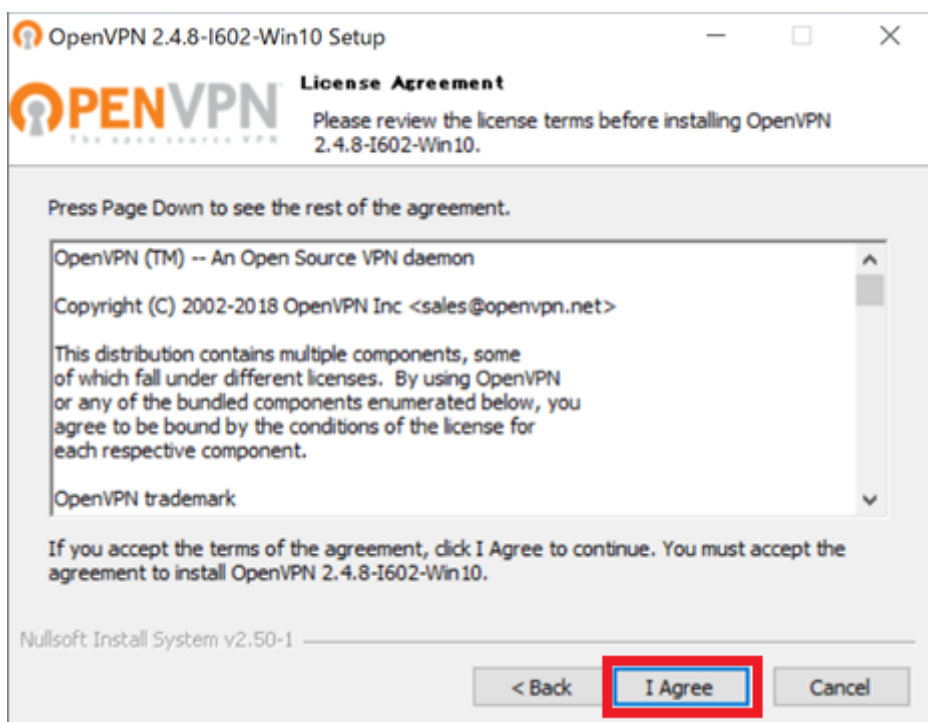 OpenVPN 2.4.8-I602-Win10 Setup
OPENVPN
The open source VPN
License Agreement
Please review the license terms before installing OpenVPN
2.4.8-I602-Win10.
Press Page Down to see the rest of the agreement.
OpenVPN (TM) -- An Open Source VPN daemon
Copyright (C) 2002-2018 OpenVPN Inc <sales@openvpn.net>
This distribution contains multiple components, some
of which fall under different licenses.  By using OpenVPN
or any of the bundled components enumerated below, you
agree to be bound by the conditions of the license for
each respective component.
OpenVPN trademark
If you accept the terms of the agreement, click I Agree to continue. You must accept the
agreement to install OpenVPN 2.4.8-I602-Win10.
Nullsoft Install System v2.50-1
< Back
I Agree
Cancel